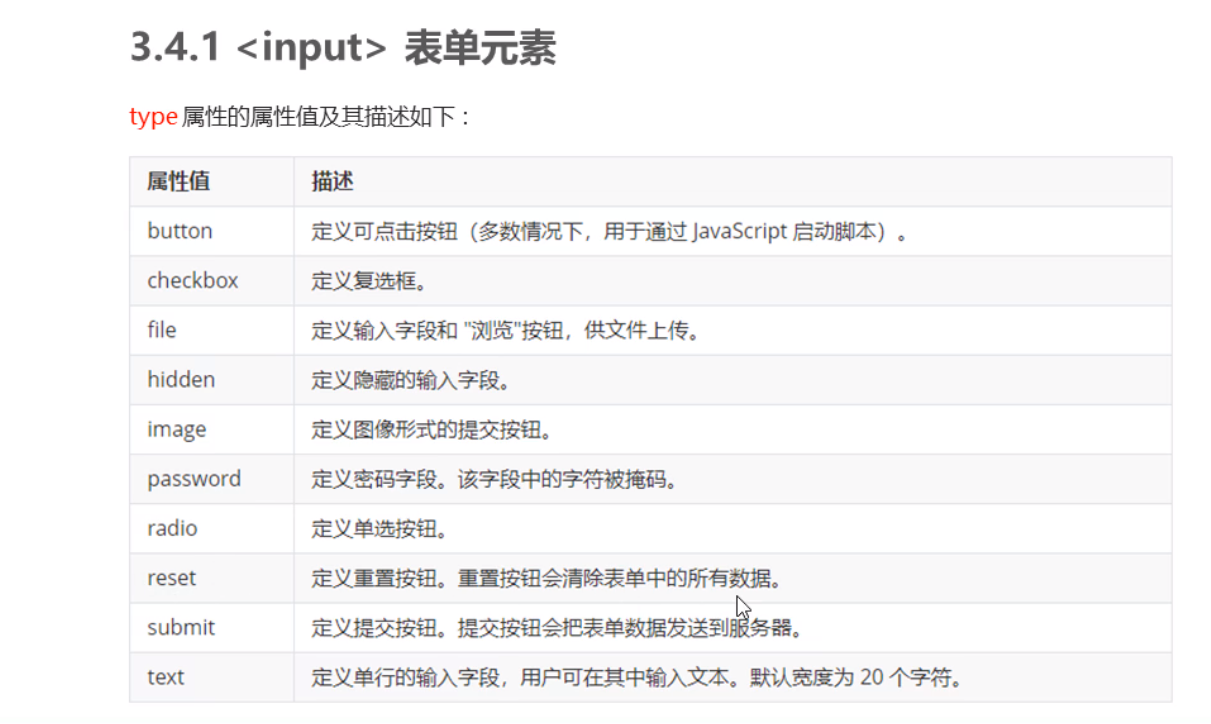 3.4.1 <input> 表单元素
type 属性的属性值及其描述如下：
属性值 描述
button 定义可点击按钮（多数情况下，用于通过 JavaScript 启动脚本）。
checkbox 定义复选框。
file 定义输入字段和 "浏览"按钮，供文件上传。
hidden 定义隐藏的输入字段。
image 定义图像形式的提交按钮。
password 定义密码字段。该字段中的字符被掩码。
radio 定义单选按钮。
reset 定义重置按钮。重置按钮会清除表单中的所有数据。
submit 定义提交按钮。提交按钮会把表单数据发送到服务器。
text 定义单行的输入字段，用户可在其中输入文本。默认宽度为 20 个字符。